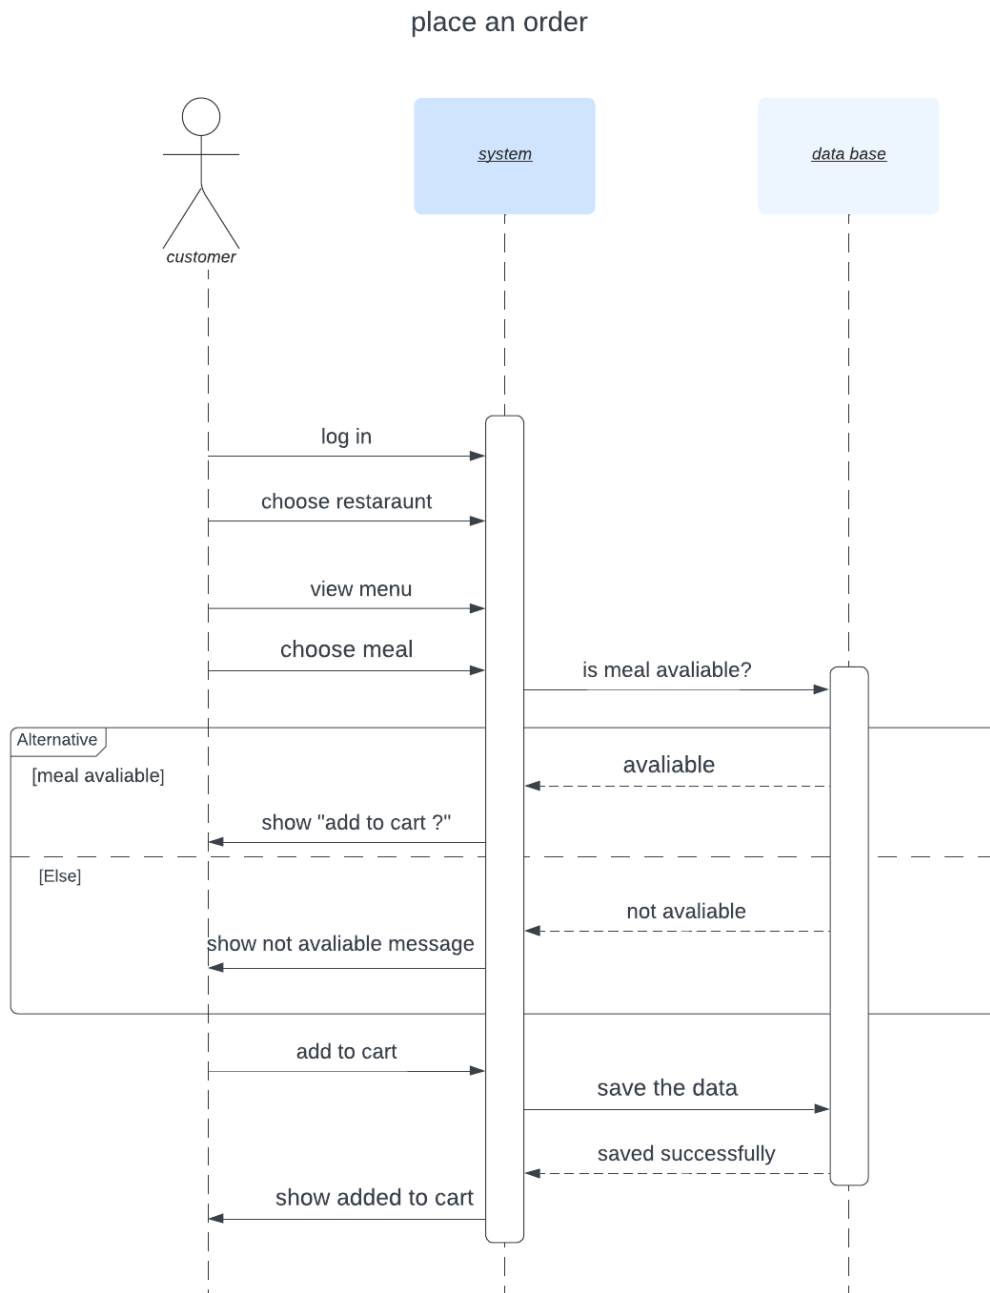 place an order
system
data base
customer
log in
choose restaraunt
view menu
choose meal
is meal avaliable?
Alternative
[meal avaliable]
avaliable
show "add to cart ?"
[Else]
not avaliable
show not avaliable message
add to cart
save the data
saved successfully
show added to cart